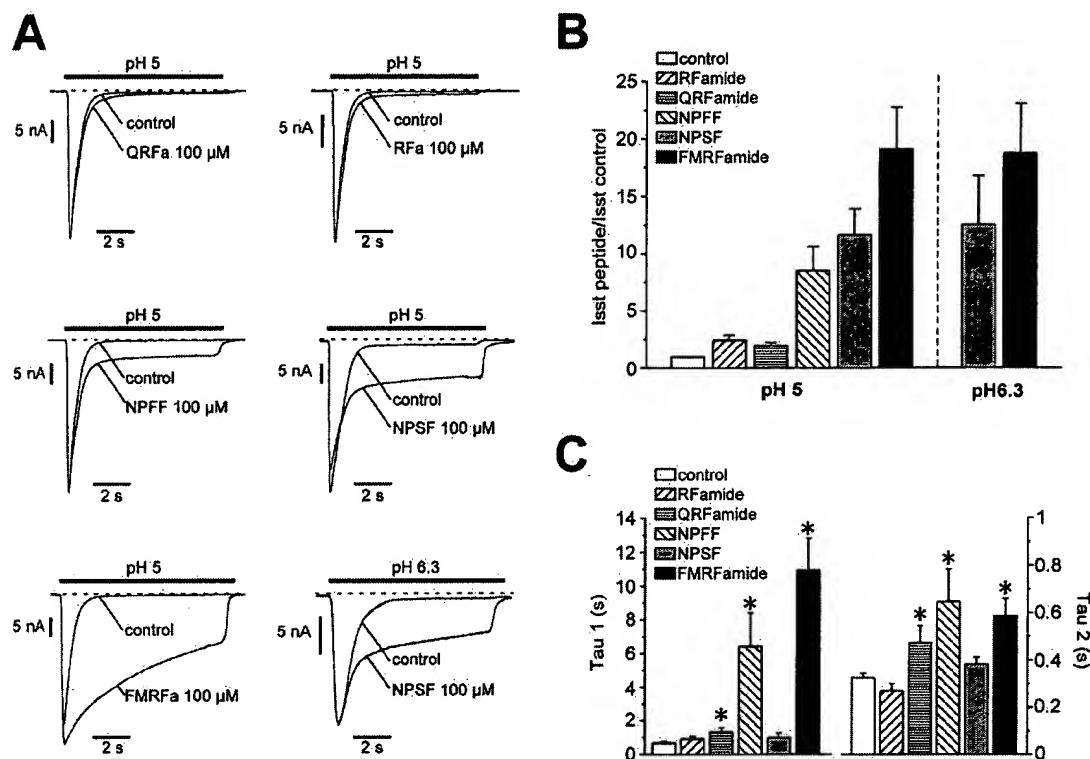 A
pH 5
5 nA
control
QRFa 100 µM
2 s
pH 5
5 nA
control
RFa 100 µM
2 s
pH 5
5 nA
control
NPFF 100 µM
2 s
pH 5
5 nA
control
NPSF 100 µM
2 s
pH 5
5 nA
control
FMRFa 100 µM
2 s
pH 6.3
5 nA
control
NPSF 100 µM
2 s
B
control
RFamide
QRFamide
NPFF
NPSF
FMRFamide
Isst peptide/Isst control
25
20
15
10
5
0
pH 5
pH6.3
C
control
RFamide
QRFamide
NPFF
NPSF
FMRFamide
Tau 1 (s)
14
12
10
8
6
4
2
0
* * *
* * *
1
0.8
0.6
0.4
0.2
0
Tau 2 (s)